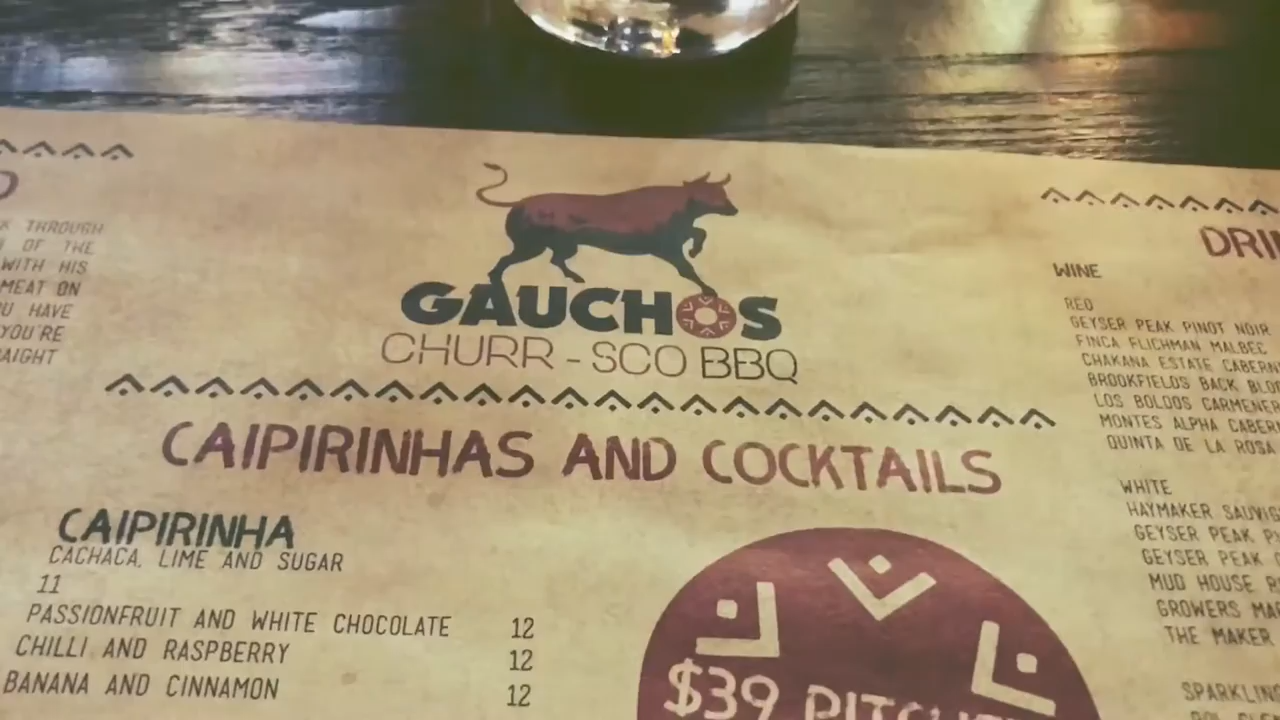 THROUGH
OF THE
WITH HIS
MEAT ON
HAVE
YOU'RE
GAUCHOS
CHURR - SCO BBQ
CAIPIRINHAS AND COCKTAILS
CAIPIRINHA
CACHACA, LIME AND SUGAR
11
PASSIONFRUIT AND WHITE CHOCOLATE 12
CHILLI AND RASPBERRY 12
BANANA AND CINNAMON 12
$39
WINE
RED
GEYSER PEAK PINOT NOIR
FINCA FLICHMAN MALBEC
CHAKANA ESTATE
BROOKFIELDS BACK
LOS BOLDOS
MONTES ALPHA
QUINTA DE LA ROSA
WHITE
HAYMAKER
GEYSER PEAK
GEYSER PEAK
MUD HOUSE
GROWERS
THE MAKER